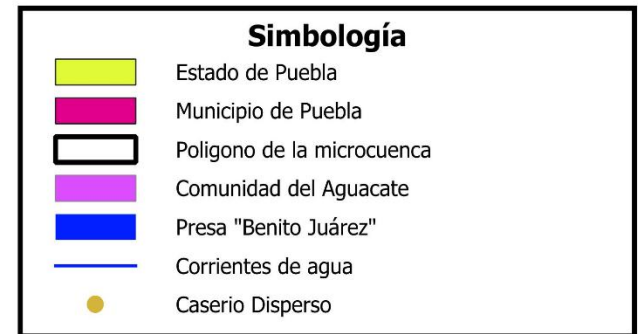 Simbología
Estado de Puebla
Municipio de Puebla
Poligono de la microcuenca
Comunidad del Aguacate
Presa "Benito Juárez"
Corrientes de agua
Caserio Disperso